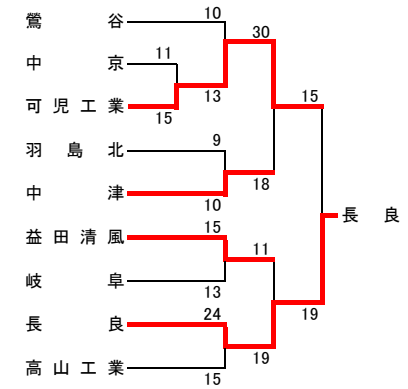 鶯谷 10
30
中京 11
15
13
可児工業 15
羽島北 9
18
中津 10
長良
益田清風 15
11
岐阜 13
19
長良 24
19
高山工業 15